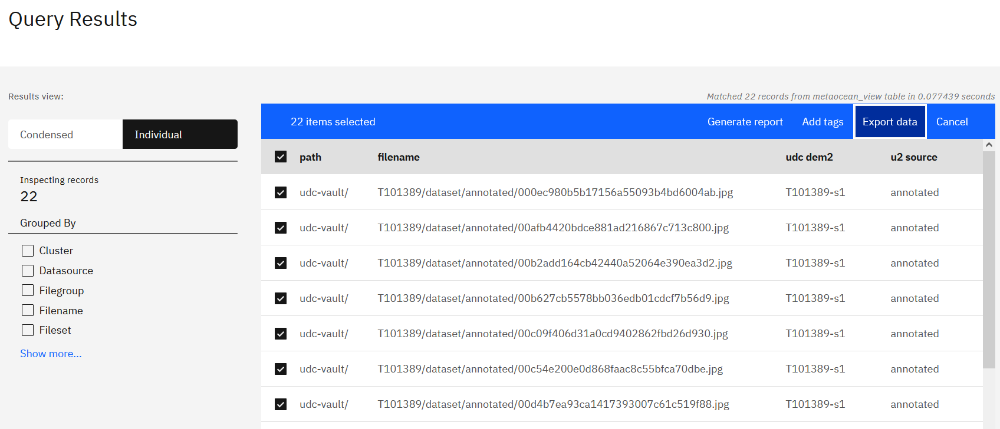 Query Results
Results view:
Matched 22 records from metaocean_view table in 0.077439 seconds
Condensed Individual
22 items selected Generate report Add tags Export data Cancel
Inspecting records
22
Grouped By
Cluster
Datasource
Filegroup
Filename
Fileset
Show more...
path filename udc dem2 u2 source
udc-vault/ T101389/dataset/annotated/000ec980b5b17156a55093b4bd6004ab.jpg T101389-s1 annotated
udc-vault/ T101389/dataset/annotated/00afb4420bdce881ad216867c713c800.jpg T101389-s1 annotated
udc-vault/ T101389/dataset/annotated/00b2add164cb42440a52064e390ea3d2.jpg T101389-s1 annotated
udc-vault/ T101389/dataset/annotated/00b627cb5578bb036edb01cdcf7b56d9.jpg T101389-s1 annotated
udc-vault/ T101389/dataset/annotated/00c09f406d31a0cd9402862fbd26d930.jpg T101389-s1 annotated
udc-vault/ T101389/dataset/annotated/00c54e200e0d868faac8c55bfca70dbe.jpg T101389-s1 annotated
udc-vault/ T101389/dataset/annotated/00d4b7ea93ca1417393007c61c519f88.jpg T101389-s1 annotated